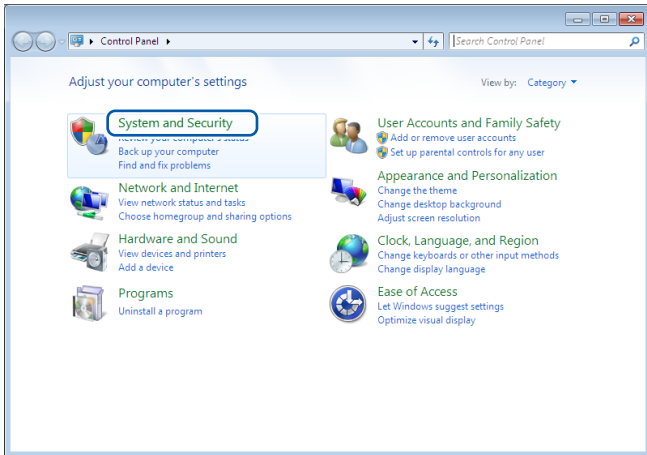 Control Panel
Search Control Panel
Adjust your computer's settings
View by: Category
System and Security
Review your computer's status
Back up your computer
Find and fix problems
Network and Internet
View network status and tasks
Choose homegroup and sharing options
Hardware and Sound
View devices and printers
Add a device
Programs
Uninstall a program
User Accounts and Family Safety
Add or remove user accounts
Set up parental controls for any user
Appearance and Personalization
Change the theme
Change desktop background
Adjust screen resolution
Clock, Language, and Region
Change keyboards or other input methods
Change display language
Ease of Access
Let Windows suggest settings
Optimize visual display